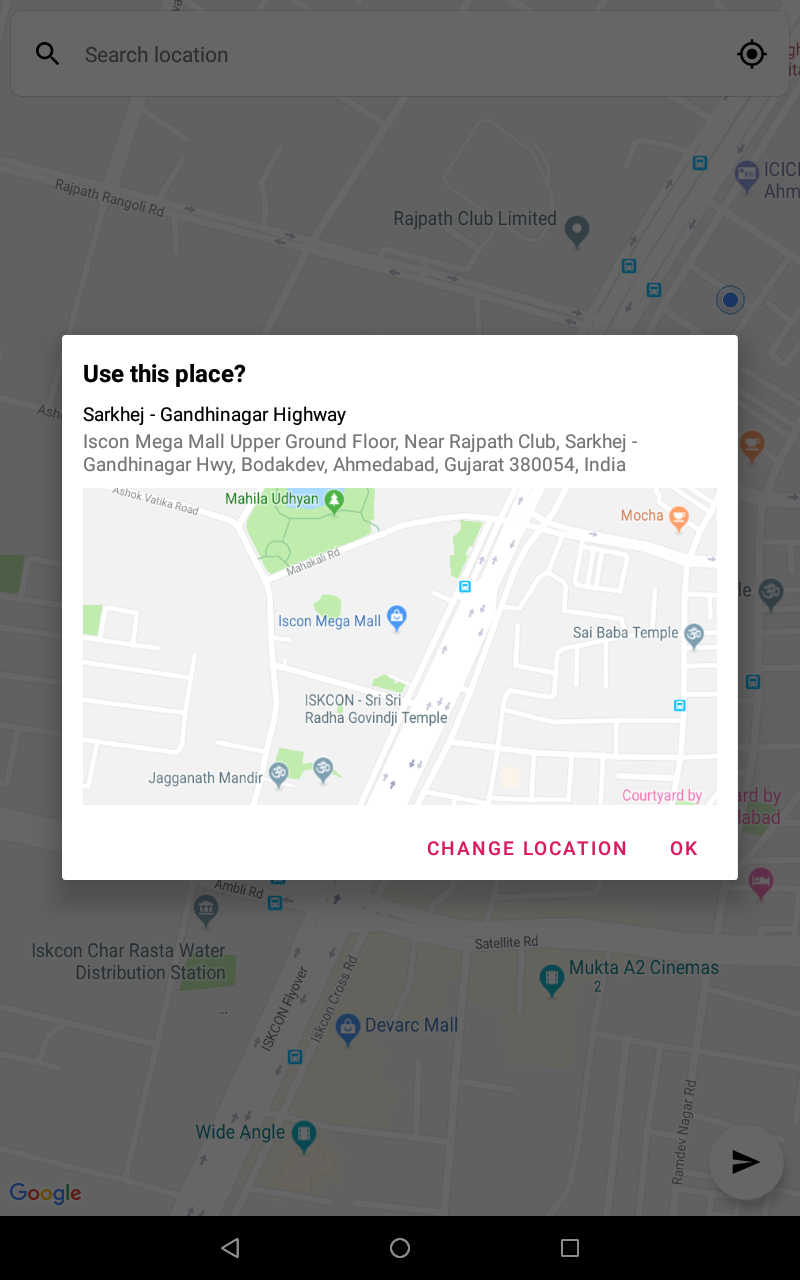 Search location
Rajpath Rangoli Rd
Rajpath Club Limited
ICICI
Ahm
Use this place?
Sarkhej - Gandhinagar Highway
Iscon Mega Mall Upper Ground Floor, Near Rajpath Club, Sarkhej -
Gandhinagar Hwy, Bodakdev, Ahmedabad, Gujarat 380054, India
Ashok Vatika Road
Mahila Udhyan
Mocha
Mahakali Rd
Iscon Mega Mall
Sai Baba Temple
ISKCON - Sri Sri
Radha Govindji Temple
Jagganath Mandir
Courtyard by
CHANGE LOCATION OK
Ambli Rd
Iskcon Char Rasta Water
Distribution Station
...
Satellite Rd
Mukta A2 Cinemas
2
ISKCON Flyover
Iskcon Cross Rd
Devarc Mall
Wide Angle
Ramdev Nagar Rd
Google